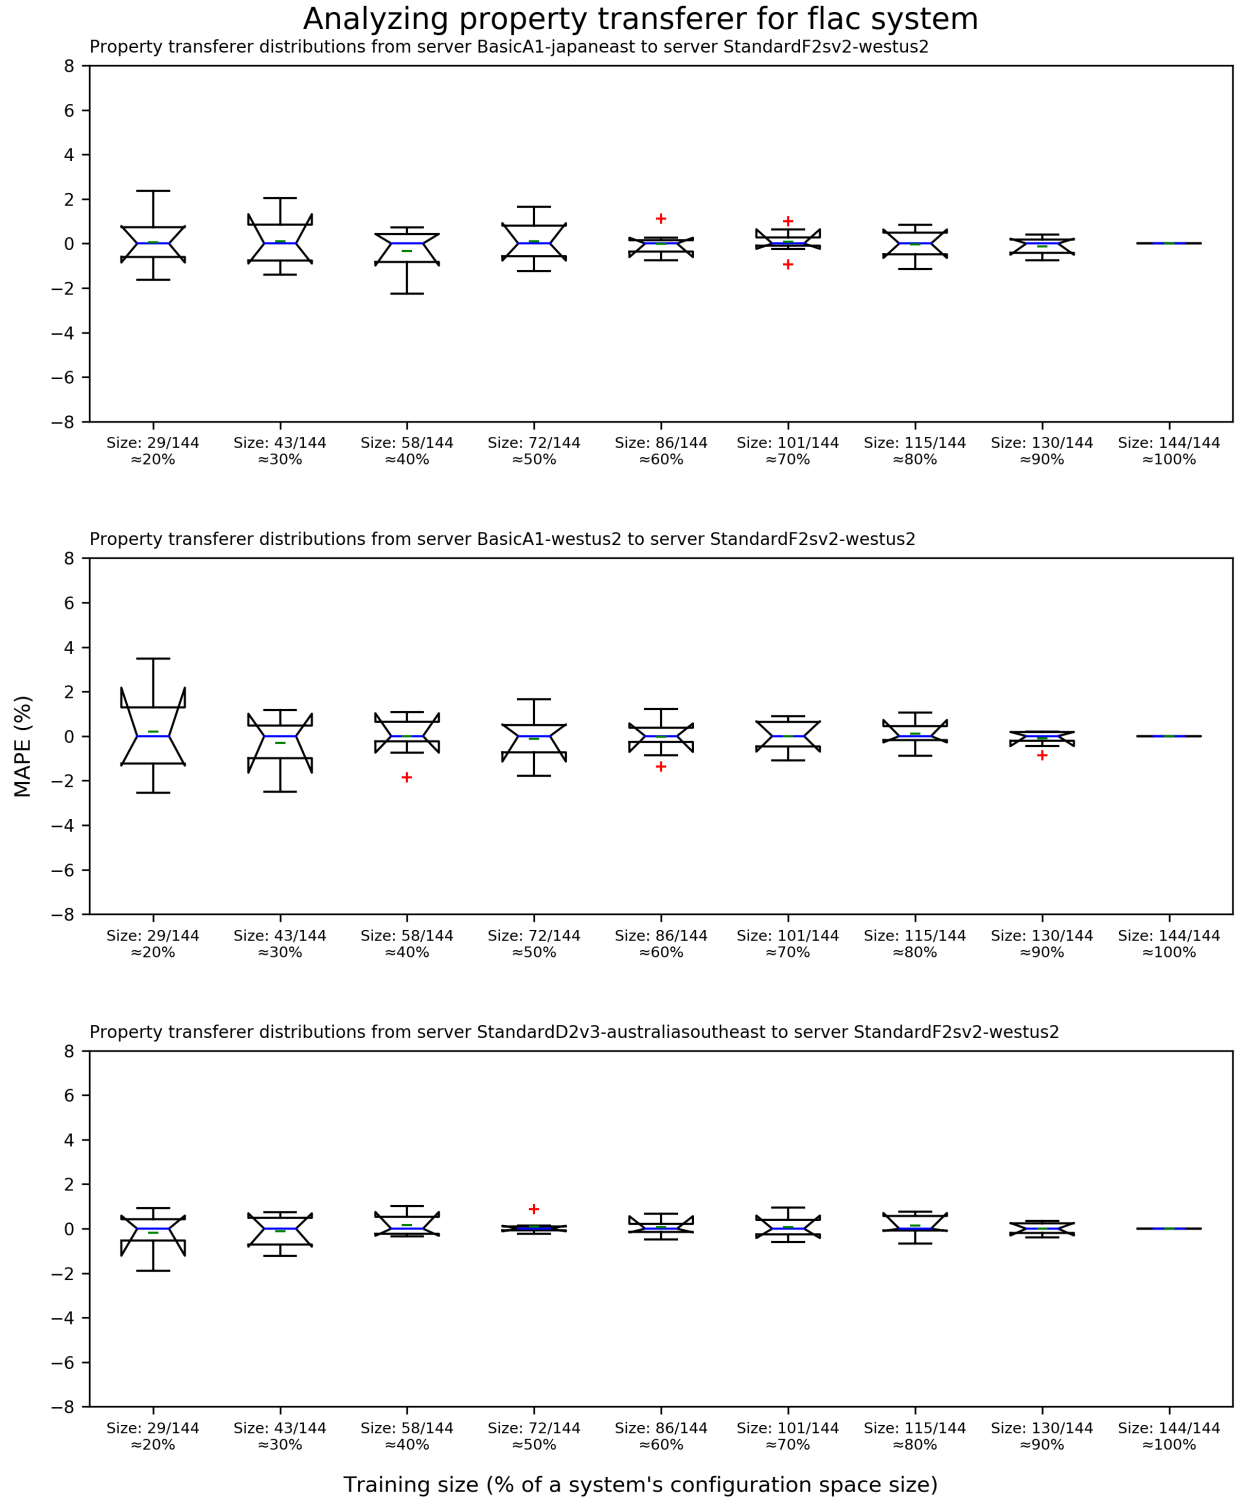 Analyzing property transferer for flac system
Property transferer distributions from server BasicA1-japaneast to server StandardF2sv2-westus2
8
6
4
2
0
−2
−4
−6
−8
Size: 29/144 Size: 43/144 Size: 58/144 Size: 72/144 Size: 86/144 Size: 101/144 Size: 115/144 Size: 130/144 Size: 144/144
≈20% ≈30% ≈40% ≈50% ≈60% ≈70% ≈80% ≈90% ≈100%
Property transferer distributions from server BasicA1-westus2 to server StandardF2sv2-westus2
MAPE (%)
8
6
4
2
0
−2
−4
−6
−8
Size: 29/144 Size: 43/144 Size: 58/144 Size: 72/144 Size: 86/144 Size: 101/144 Size: 115/144 Size: 130/144 Size: 144/144
≈20% ≈30% ≈40% ≈50% ≈60% ≈70% ≈80% ≈90% ≈100%
Property transferer distributions from server StandardD2v3-australiasoutheast to server StandardF2sv2-westus2
8
6
4
2
0
−2
−4
−6
−8
Size: 29/144 Size: 43/144 Size: 58/144 Size: 72/144 Size: 86/144 Size: 101/144 Size: 115/144 Size: 130/144 Size: 144/144
≈20% ≈30% ≈40% ≈50% ≈60% ≈70% ≈80% ≈90% ≈100%
Training size (% of a system's configuration space size)